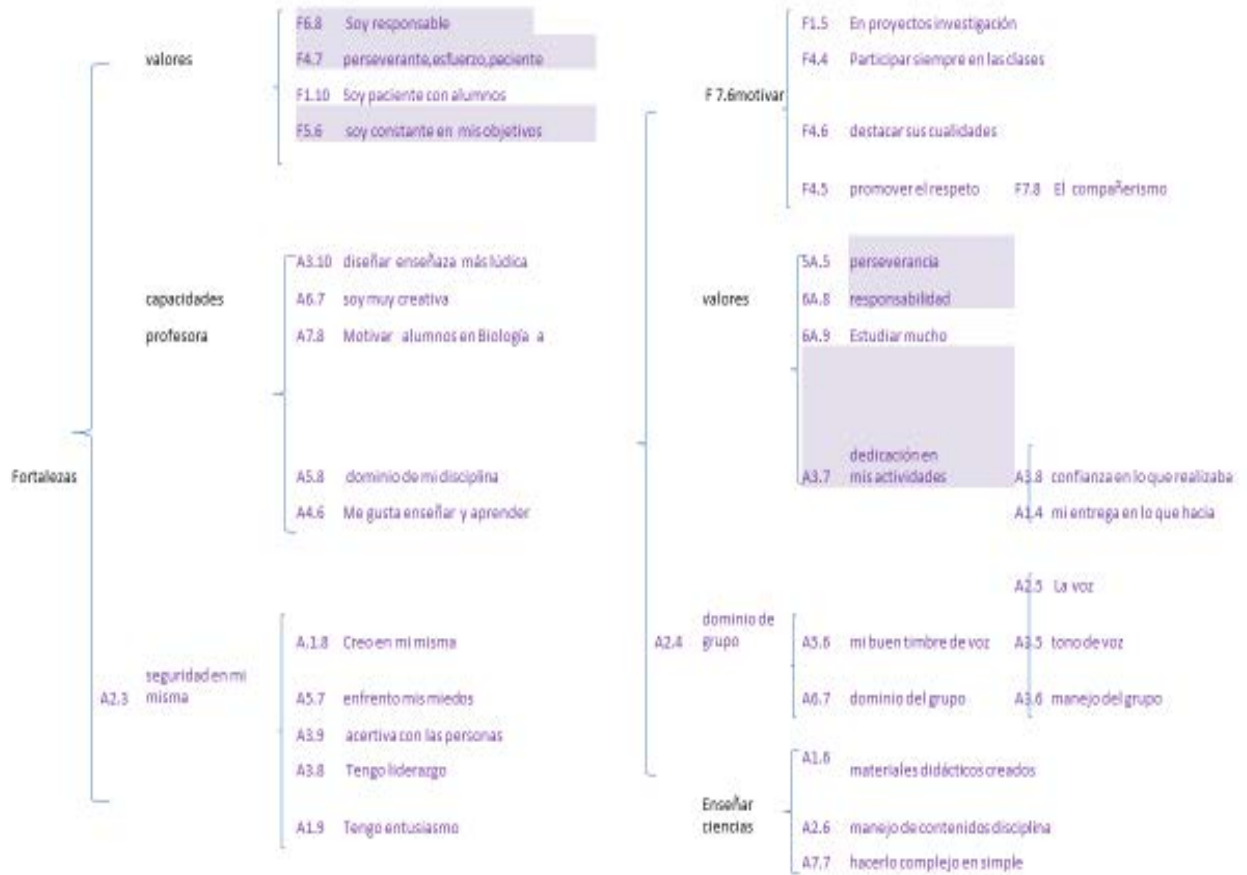 Fortalezas
valores
F6.8 Soy responsable
F4.7 perseverante,esfuerzo,paciente
F1.10 Soy paciente con alumnos
F5.6 soy constante en mis objetivos
capacidades
profesora
A3.10 diseñar enseñaza más lúdica
A6.7 soy muy creativa
A7.8 Motivar alumnos en Biología a
A5.8 dominio de mi disciplina
A4.6 Me gusta enseñar y aprender
A2.3 seguridad en mi
misma
A.1.8 Creo en mi misma
A5.7 enfrento mis miedos
A3.9 acertiva con las personas
A3.8 Tengo liderazgo
A1.9 Tengo entusiasmo
F 7.6motivar
F1.5 En proyectos investigación
F4.4 Participar siempre en las clases
F4.6 destacar sus cualidades
F4.5 promover el respeto F7.8 El compañerismo
valores
5A.5 perseverancia
6A.8 responsabilidad
6A.9 Estudiar mucho
dedicación en
A3.7 mis actividades
A3.8 confianza en lo que realizaba
A1.4 mi entrega en lo que hacia
A2.4 dominio de
grupo
A2.5 La voz
A5.6 mi buen timbre de voz A3.5 tono de voz
A6.7 dominio del grupo A3.6 manejo del grupo
Enseñar
ciencias
A1.6
materiales didácticos creados
A2.6 manejo de contenidos disciplina
A7.7 hacerlo complejo en simple